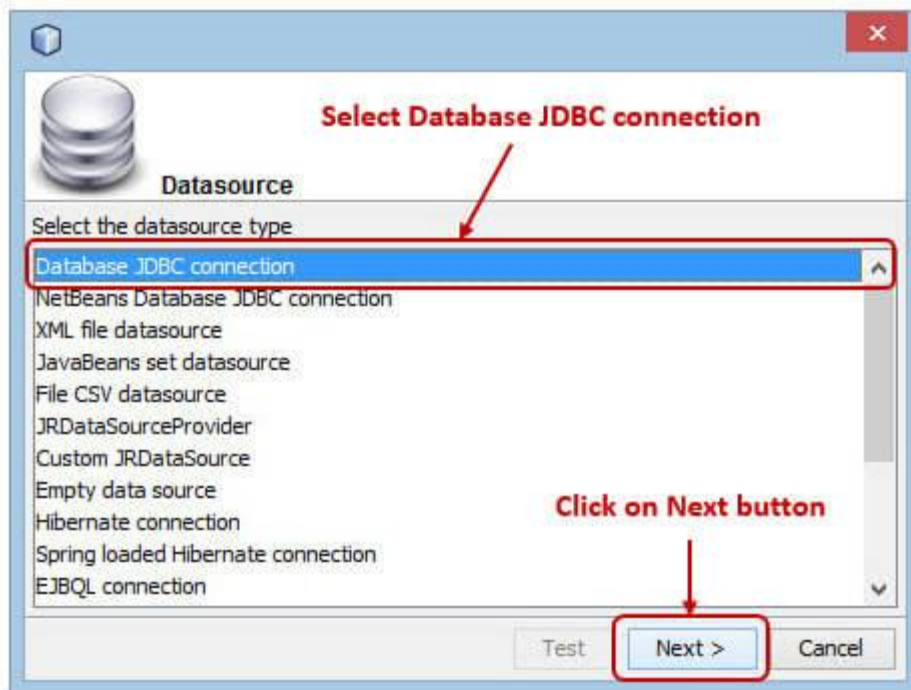 Select Database JDBC connection
Datasource
Select the datasource type
Database JDBC connection
NetBeans Database JDBC connection
XML file datasource
JavaBeans set datasource
File CSV datasource
JRDataSourceProvider
Custom JRDataSource
Empty data source
Click on Next button
Hibernate connection
Spring loaded Hibernate connection
EJBQL connection
Test Next > Cancel